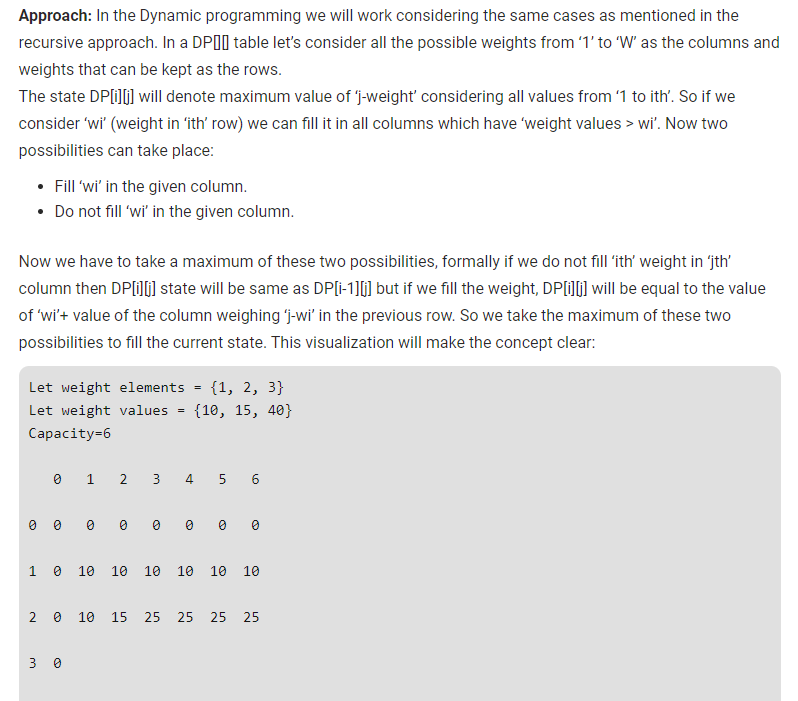 Approach: In the Dynamic programming we will work considering the same cases as mentioned in the
recursive approach. In a DP[][] table let’s consider all the possible weights from ‘1’ to ‘W’ as the columns and
weights that can be kept as the rows.
The state DP[i][j] will denote maximum value of ‘j-weight’ considering all values from ‘1 to ith’. So if we
consider ‘wi’ (weight in ‘ith’ row) we can fill it in all columns which have ‘weight values > wi’. Now two
possibilities can take place:
• Fill ‘wi’ in the given column.
• Do not fill ‘wi’ in the given column.
Now we have to take a maximum of these two possibilities, formally if we do not fill ‘ith’ weight in ‘jth’
column then DP[i][j] state will be same as DP[i-1][j] but if we fill the weight, DP[i][j] will be equal to the value
of ‘wi’+ value of the column weighing ‘j-wi’ in the previous row. So we take the maximum of these two
possibilities to fill the current state. This visualization will make the concept clear:
Let weight elements = {1, 2, 3}
Let weight values = {10, 15, 40}
Capacity=6
0 1 2 3 4 5 6
0 0 0 0 0 0 0 0
1 0 10 10 10 10 10 10
2 0 10 15 25 25 25 25
3 0